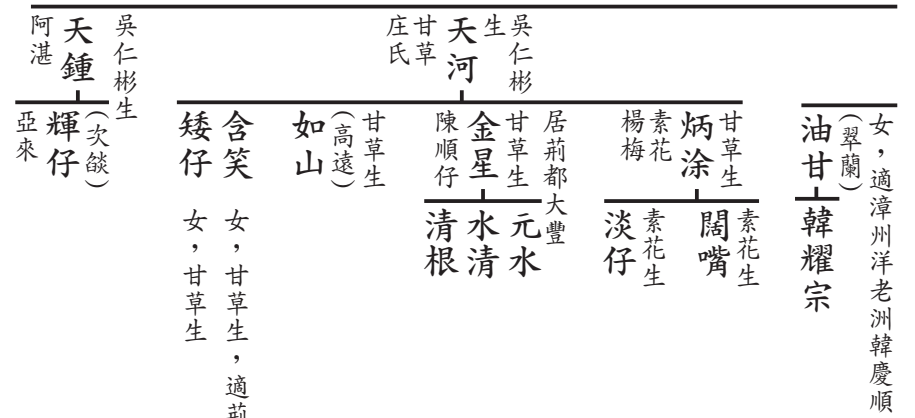 女，適漳州洋老洲韓慶順
(翠蘭)
油甘
韓耀宗
吳仁彬
生
天河
甘草
庄氏
甘草生
炳涂
素花
楊梅
素花生
闊嘴
素花生
淡仔
居莉都大豐
甘草生
金星
陳順仔
元水
水清
清根
甘草生
(高遠)
如山
含笑
女，甘草生，適莉
矮仔
女，甘草生
吳仁彬生
天鍾
阿湛
(次燄)
輝仔
亞來